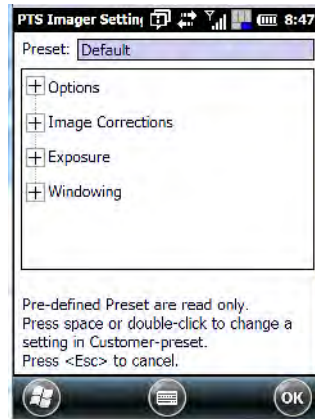 PTS Imager Settin 8:47
Preset: Default
Options
Image Corrections
Exposure
Windowing
Pre-defined Preset are read only.
Press space or double-click to change a
setting in Customer-preset.
Press <Esc> to cancel.
OK